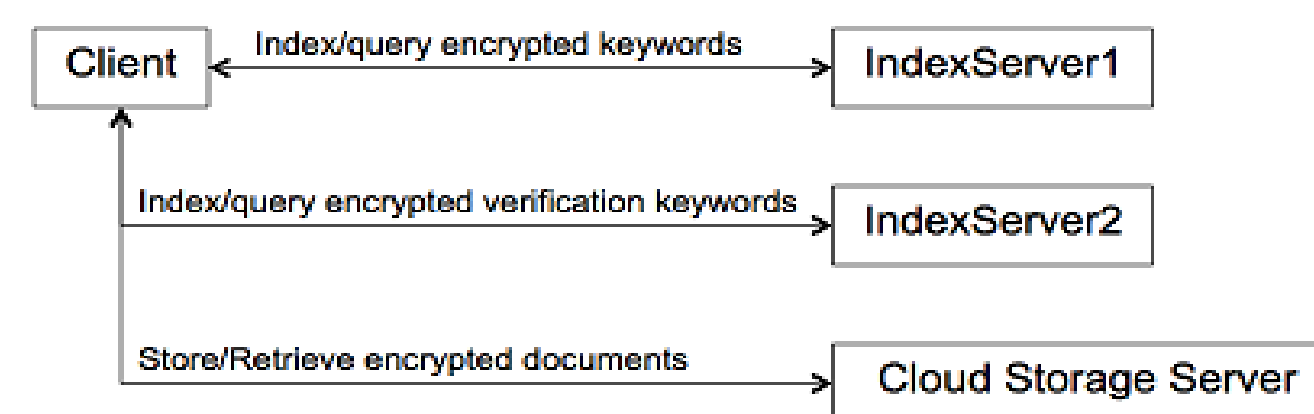 Client
Index/query encrypted keywords
IndexServer1
Index/query encrypted verification keywords
IndexServer2
Store/Retrieve encrypted documents
Cloud Storage Server